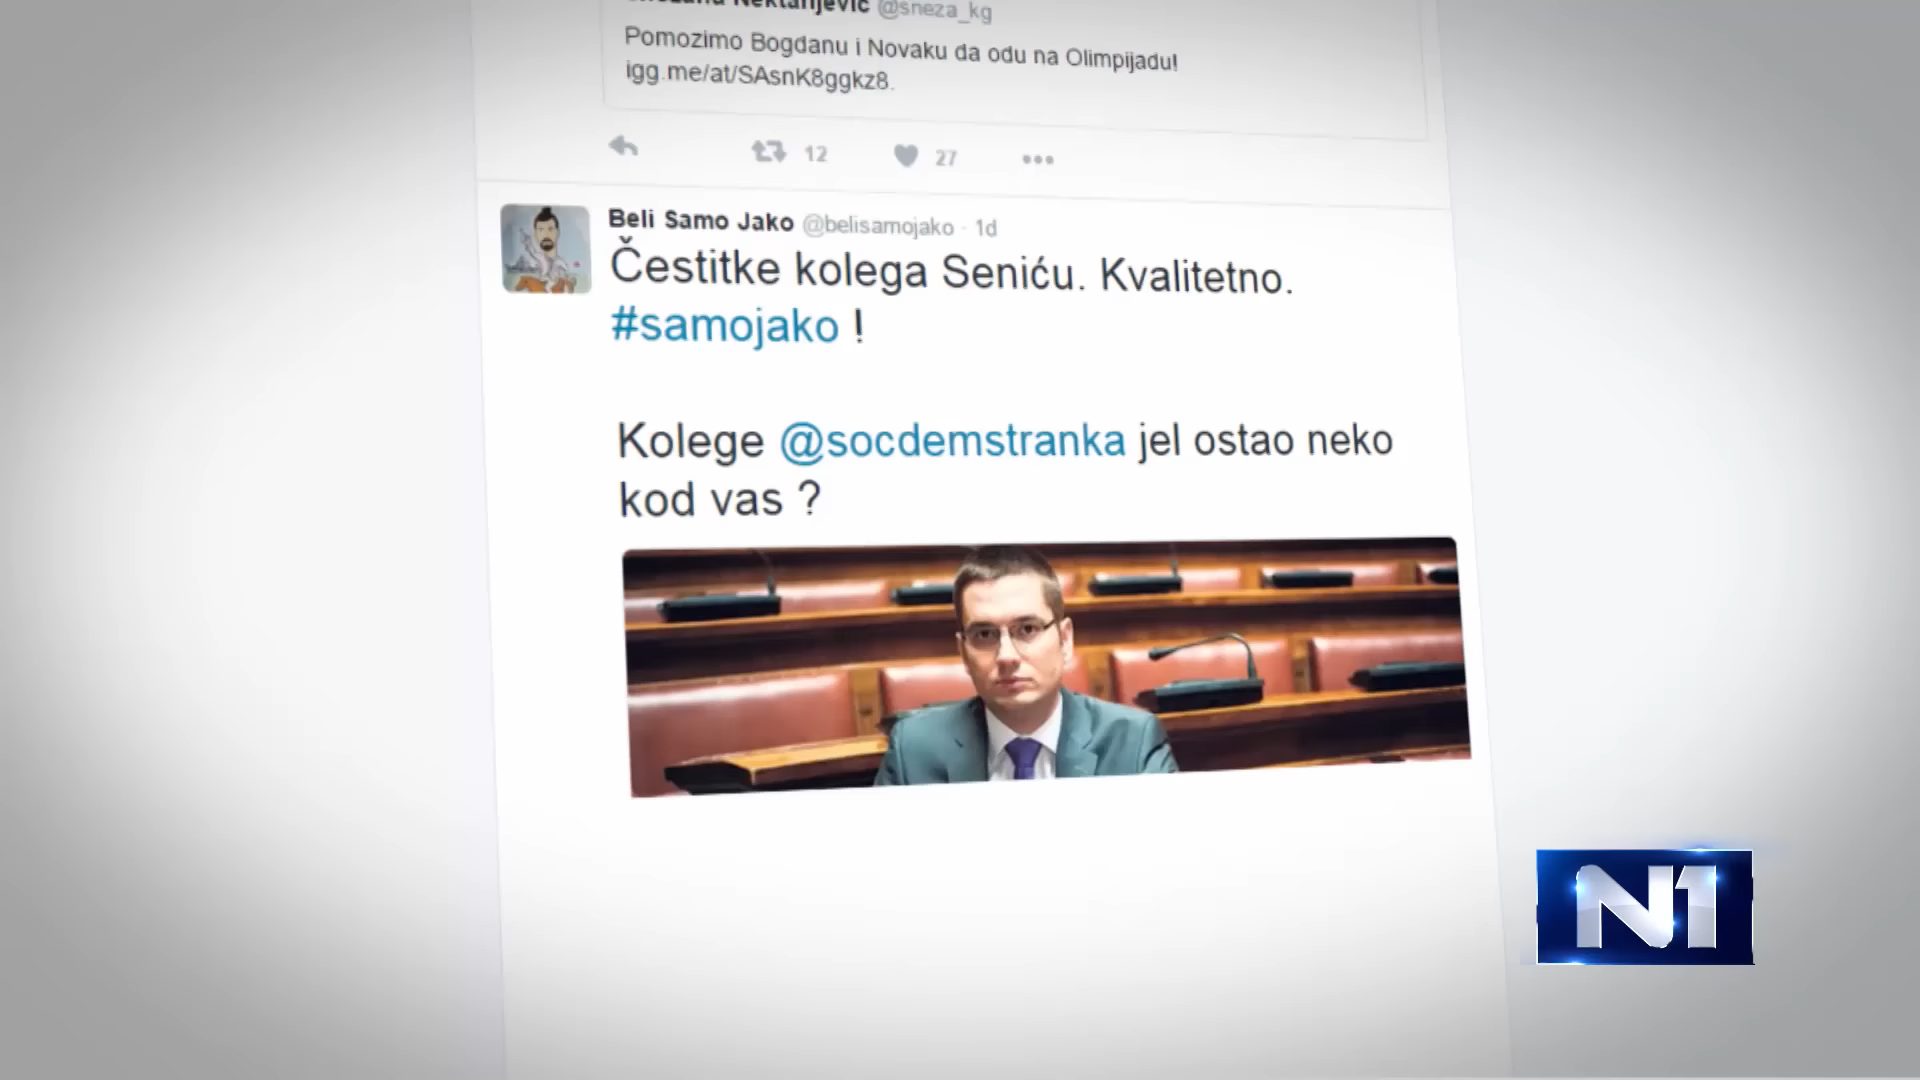 Nektarijević @sneza_kg
Pomozimo Bogdanu i Novaku da odu na Olimpijadu!
igg.me/at/SAsnK8ggkz8.
12 27
Beli Samo Jako @belisamojako · 1d
Čestitke kolega Seniću. Kvalitetno.
#samojako !
Kolege @socdemstranka jel ostao neko
kod vas ?
N1